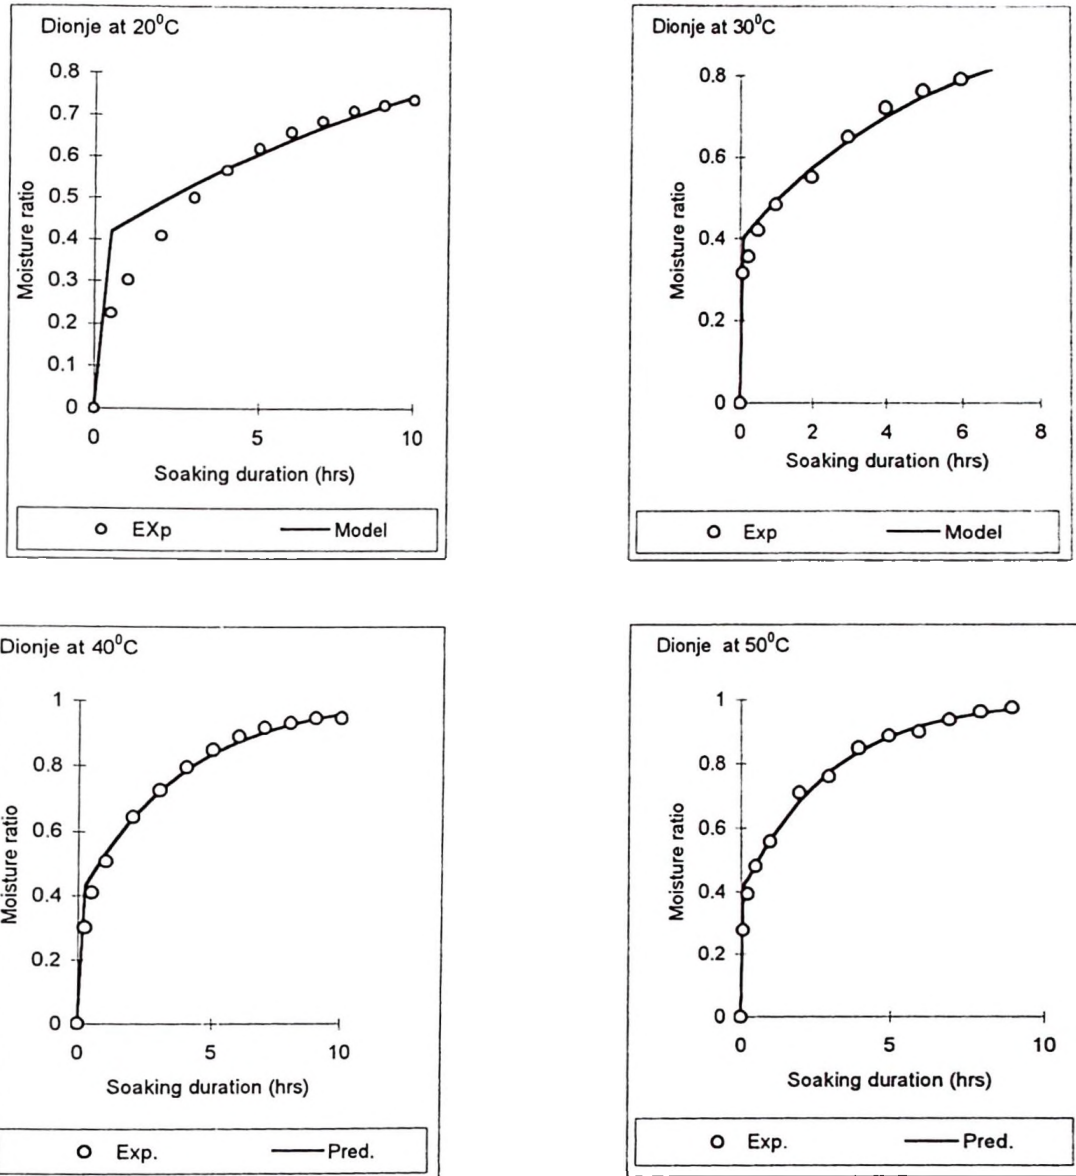 Dionje at 20⁰C
0.8
0.7
0.6
0.5
0.4
0.3
0.2
0.1
0
Moisture ratio
0 5 10
Soaking duration (hrs)
EXp Model
Dionje at 30⁰C
0.8
0.6
0.4
0.2
0
Moisture ratio
0 2 4 6 8
Soaking duration (hrs)
Exp Model
Dionje at 40⁰C
1
0.8
0.6
0.4
0.2
0
Moisture ratio
0 5 10
Soaking duration (hrs)
Exp. Pred.
Dionje at 50⁰C
1
0.8
0.6
0.4
0.2
0
Moisture ratio
0 5 10
Soaking duration (hrs)
Exp. Pred.